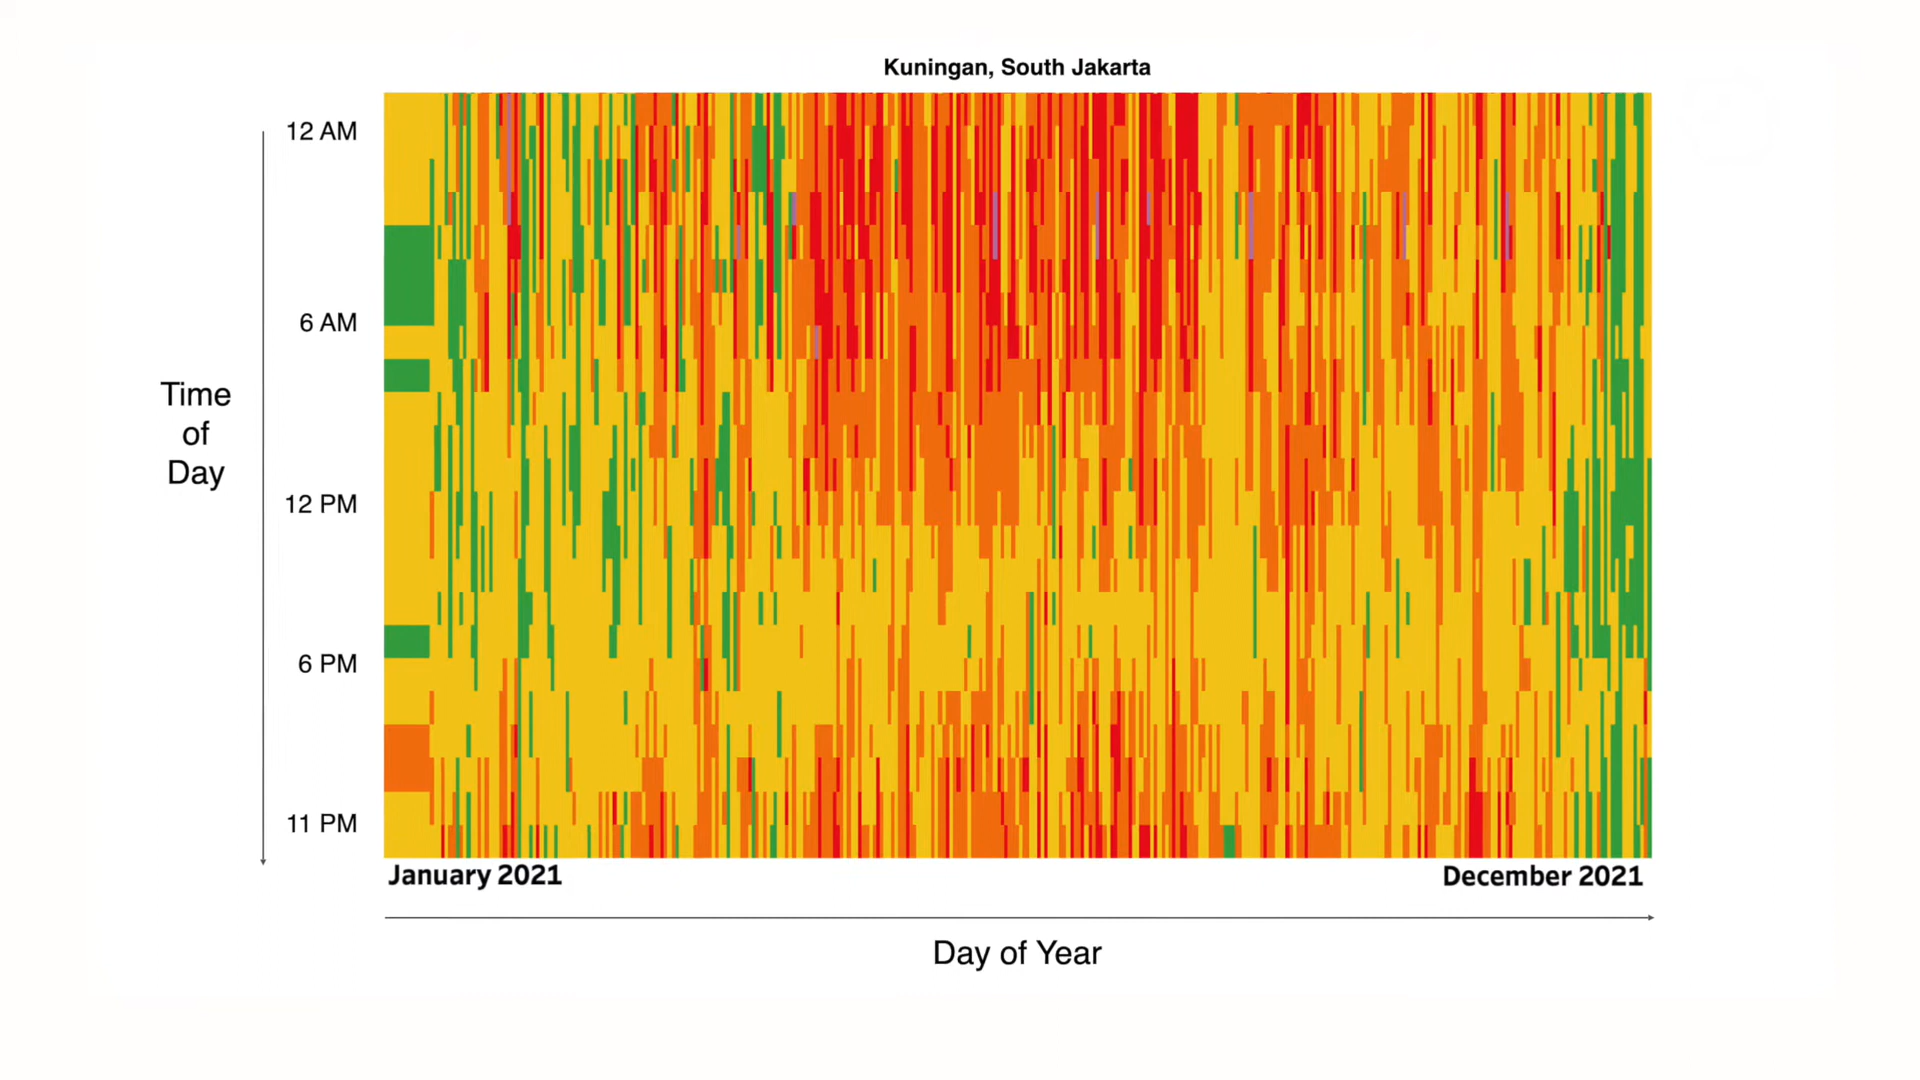 Kuningan, South Jakarta
12 AM
6 AM
Time
of
Day
12 PM
6 PM
11 PM
January 2021
December 2021
Day of Year